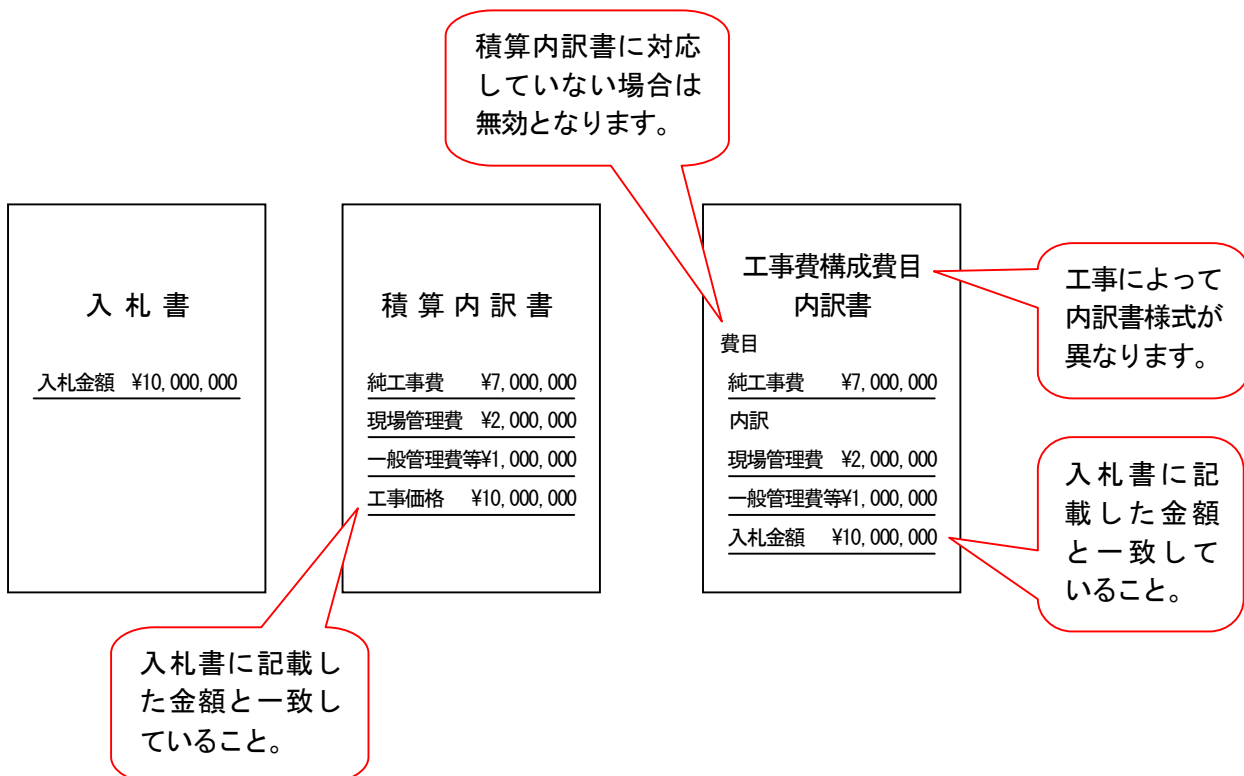 積算内訳書に対応
していない場合は
無効となります。
入札書
入札金額 ¥10,000,000
積算内訳書
純工事費 ¥7,000,000
現場管理費 ¥2,000,000
一般管理費等¥1,000,000
工事価格 ¥10,000,000
工事費構成費目
内訳書
費目
純工事費 ¥7,000,000
内訳
現場管理費 ¥2,000,000
一般管理費等¥1,000,000
入札金額 ¥10,000,000
工事によって
内訳書様式が
異なります。
入札書に記
載した金額
と一致して
いること。
入札書に記載し
た金額と一致し
ていること。